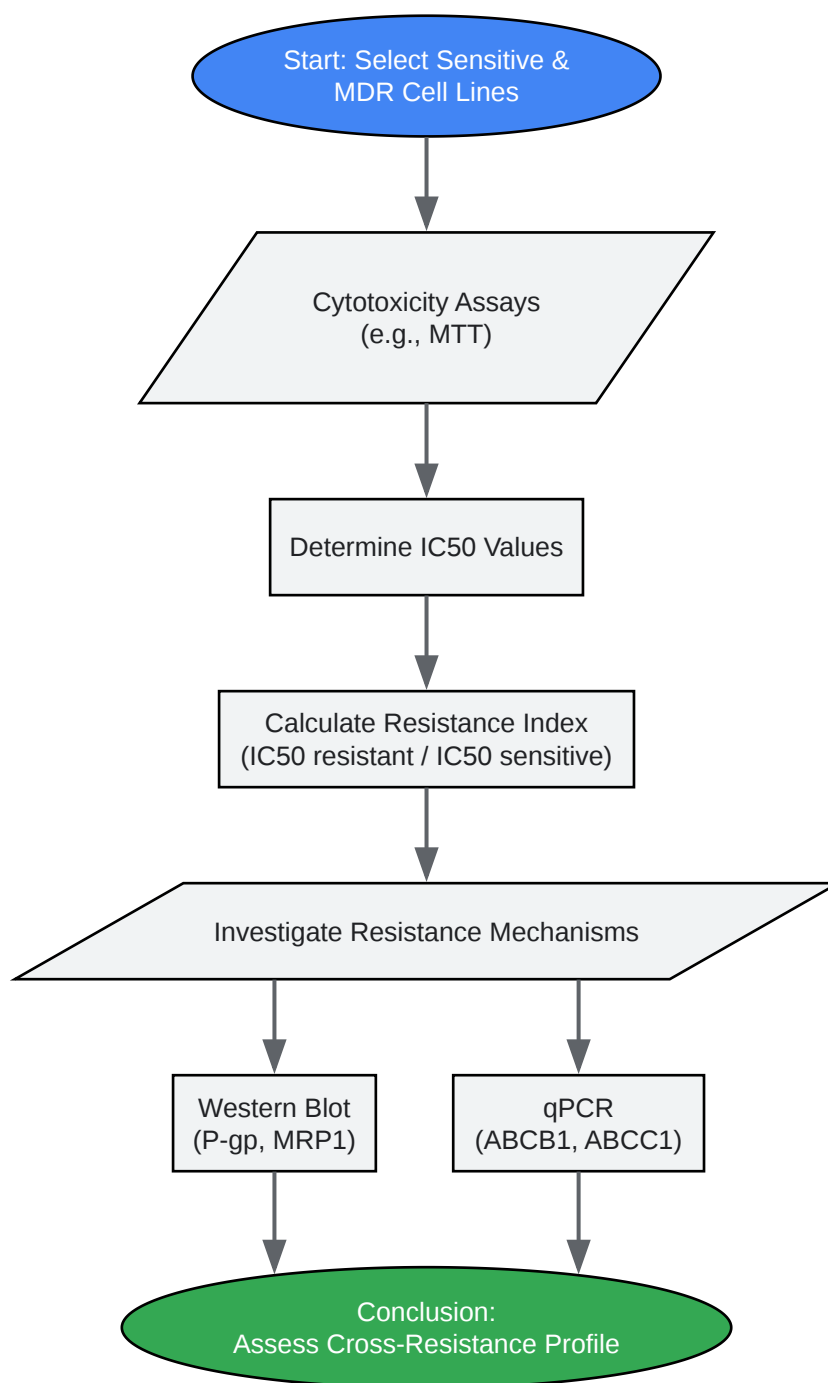 Start: Select Sensitive &
MDR Cell Lines
Cytotoxicity Assays
(e.g., MTT)
Determine IC50 Values
Calculate Resistance Index
(IC50 resistant / IC50 sensitive)
Investigate Resistance Mechanisms
Western Blot
(P-gp, MRP1)
qPCR
(ABCB1, ABCC1)
Conclusion:
Assess Cross-Resistance Profile